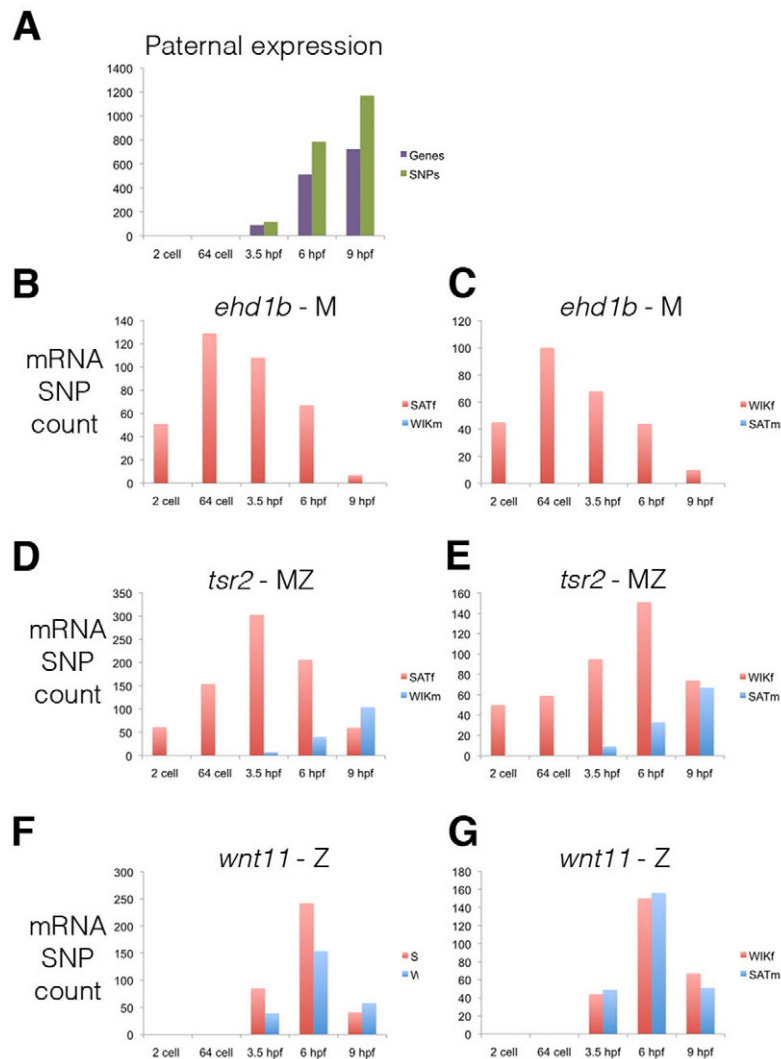 A
Paternal expression
1400
1200
1000
800
600
400
200
0
2 cell 64 cell 3.5 hpf 6 hpf 9 hpf
Genes
SNPs
B
ehd1b - M
mRNA
SNP
count
140
120
100
80
60
40
20
0
2 cell 64 cell 3.5 hpf 6 hpf 9 hpf
SATf
WIKm
C
ehd1b - M
120
100
80
60
40
20
0
2 cell 64 cell 3.5 hpf 6 hpf 9 hpf
WIKf
SATm
D
tsr2 - MZ
mRNA
SNP
count
350
300
250
200
150
100
50
0
2 cell 64 cell 3.5 hpf 6 hpf 9 hpf
SATf
WIKm
E
tsr2 - MZ
160
140
120
100
80
60
40
20
0
2 cell 64 cell 3.5 hpf 6 hpf 9 hpf
WIKf
SATm
F
wnt11 - Z
mRNA
SNP
count
300
250
200
150
100
50
0
2 cell 64 cell 3.5 hpf 6 hpf 9 hpf
S
W
G
wnt11 - Z
180
160
140
120
100
80
60
40
20
0
2 cell 64 cell 3.5 hpf 6 hpf 9 hpf
WIKf
SATm